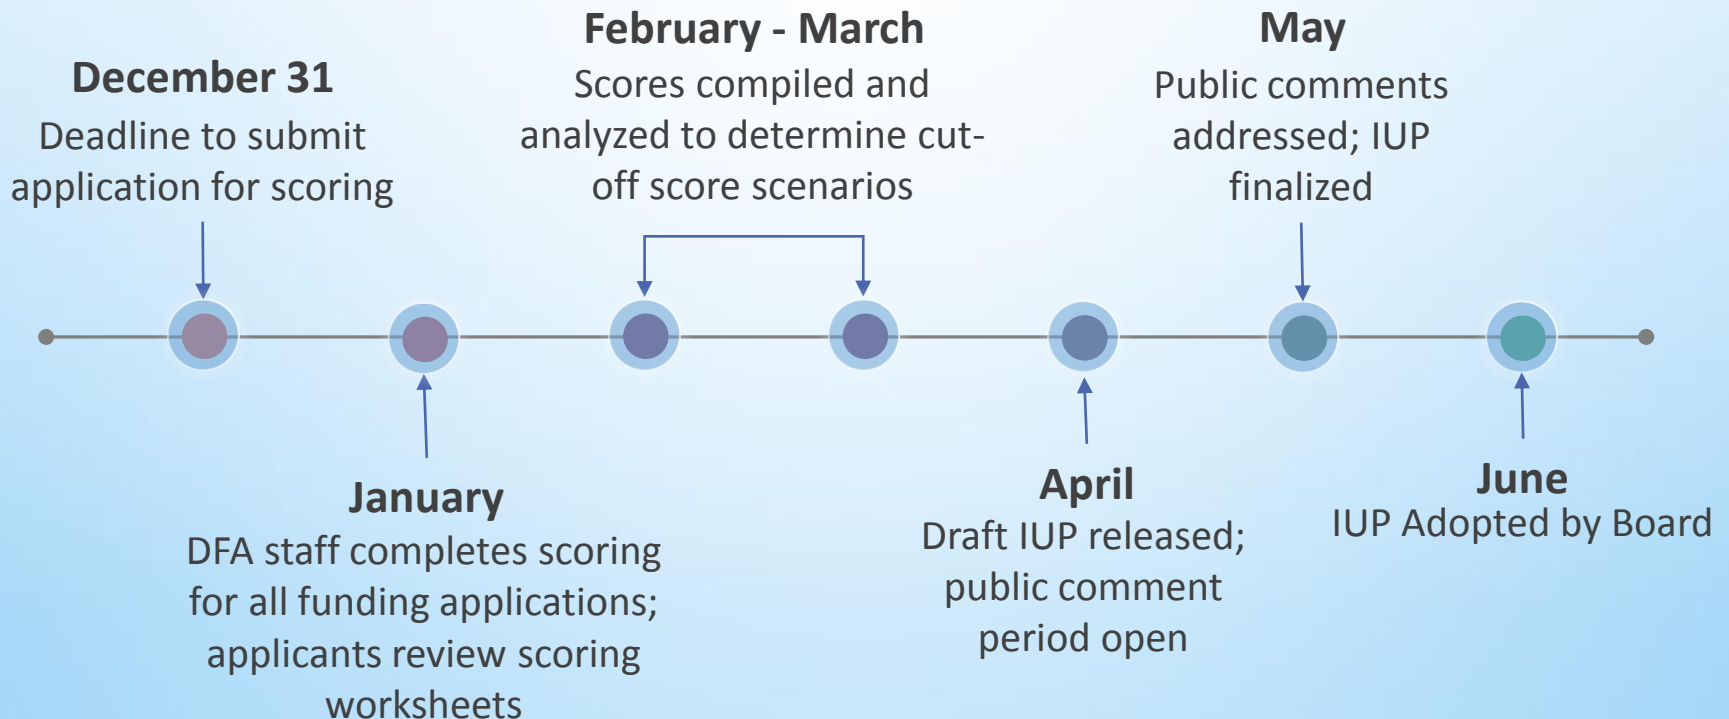 December 31
Deadline to submit
application for scoring
January
DFA staff completes scoring
for all funding applications;
applicants review scoring
worksheets
February - March
Scores compiled and
analyzed to determine cut-
off score scenarios
April
Draft IUP released;
public comment
period open
May
Public comments
addressed; IUP
finalized
June
IUP Adopted by Board